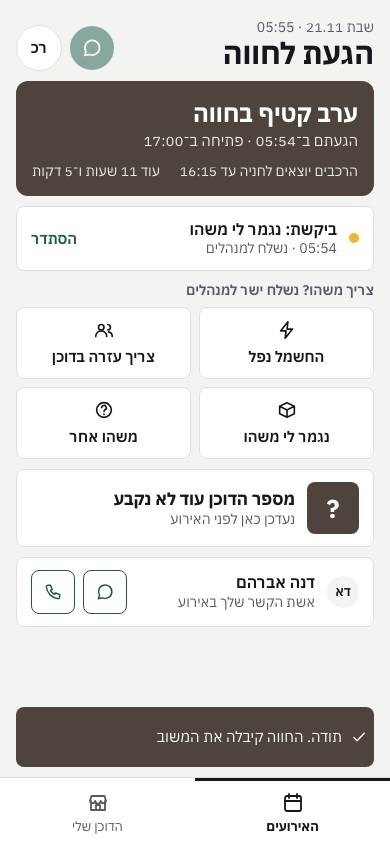 שבת 21.11 · 05:55
הגעת לחווה
רכ
ערב קטיף בחווה
הגעתם ב־05:54 · פתיחה ב־17:00
הרכבים יוצאים לחניה עד 16:15
עוד 11 שעות ו־5 דקות
ביקשת: נגמר לי משהו
05:54 · נשלח למנהלים
הסתדר
צריך משהו? נשלח ישר למנהלים
החשמל נפל
צריך עזרה בדוכן
נגמר לי משהו
משהו אחר
?
מספר הדוכן עוד לא נקבע
נעדכן כאן לפני האירוע
דא
דנה אברהם
אשת הקשר שלך באירוע
תודה. החווה קיבלה את המשוב
האירועים
הדוכן שלי